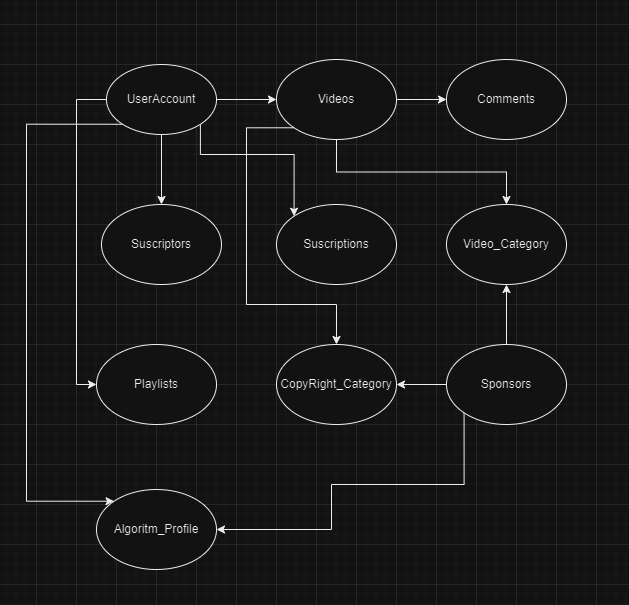 UserAccount
Videos
Comments
Suscriptors
Suscriptions
Video_Category
Playlists
CopyRight_Category
Sponsors
Algoritm_Profile